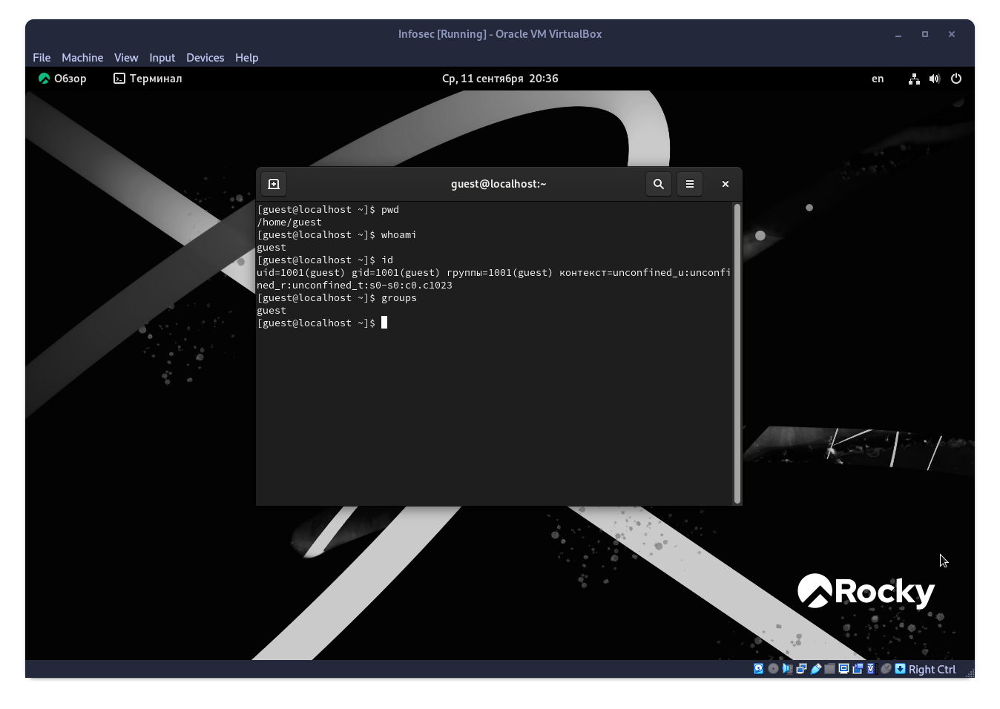 Infosec [Running] - Oracle VM VirtualBox
File Machine View Input Devices Help
Обзор Терминал Ср, 11 сентября 20:36 en
guest@localhost:~
[guest@localhost ~]$ pwd
/home/guest
[guest@localhost ~]$ whoami
guest
[guest@localhost ~]$ id
uid=1001(guest) gid=1001(guest) группы=1001(guest) контекст=unconfined_u:unconfi
ned_r:unconfined_t:s0-s0:c0.c1023
[guest@localhost ~]$ groups
guest
[guest@localhost ~]$
Rocky
Right Ctrl